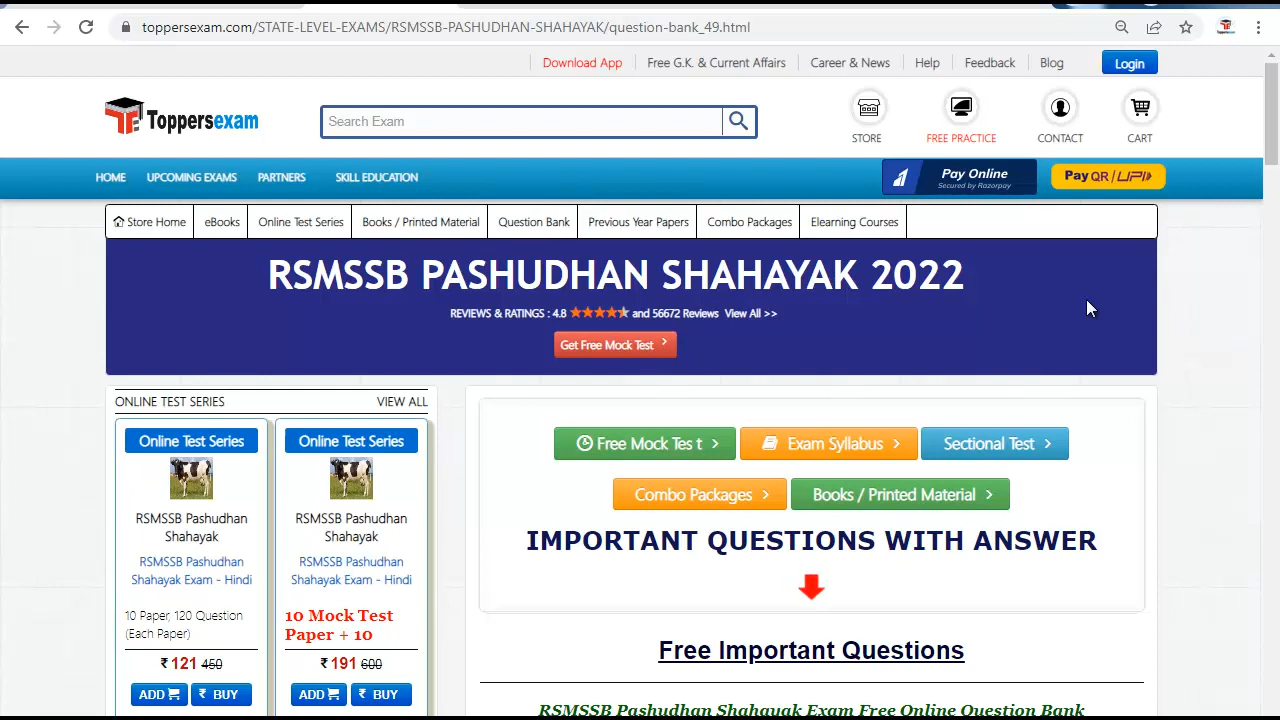 toppersexam.com/STATE-LEVEL-EXAMS/RSMSSB-PASHUDHAN-SHAHAYAK/question-bank_49.html
Download App Free G.K. & Current Affairs Career & News Help Feedback Blog Login
Toppersexam
Search Exam
STORE FREE PRACTICE CONTACT CART
HOME UPCOMING EXAMS PARTNERS SKILL EDUCATION
Pay Online
Secured by Razorpay
Pay QR / UPI
Store Home eBooks Online Test Series Books / Printed Material Question Bank Previous Year Papers Combo Packages Elearning Courses
RSMSSB PASHUDHAN SHAHAYAK 2022
REVIEWS & RATINGS : 4.8 and 56672 Reviews View All >>
Get Free Mock Test
ONLINE TEST SERIES VIEW ALL
Online Test Series
RSMSSB Pashudhan
Shahayak
RSMSSB Pashudhan
Shahayak Exam - Hindi
10 Paper, 120 Question
(Each Paper)
₹ 121 450
ADD ₹ BUY
Online Test Series
RSMSSB Pashudhan
Shahayak
RSMSSB Pashudhan
Shahayak Exam - Hindi
10 Mock Test
Paper + 10
₹ 191 600
ADD ₹ BUY
Free Mock Tes t
Exam Syllabus
Sectional Test
Combo Packages
Books / Printed Material
IMPORTANT QUESTIONS WITH ANSWER
Free Important Questions
RSMSSB Pashudhan Shahayak Exam Free Online Question Bank